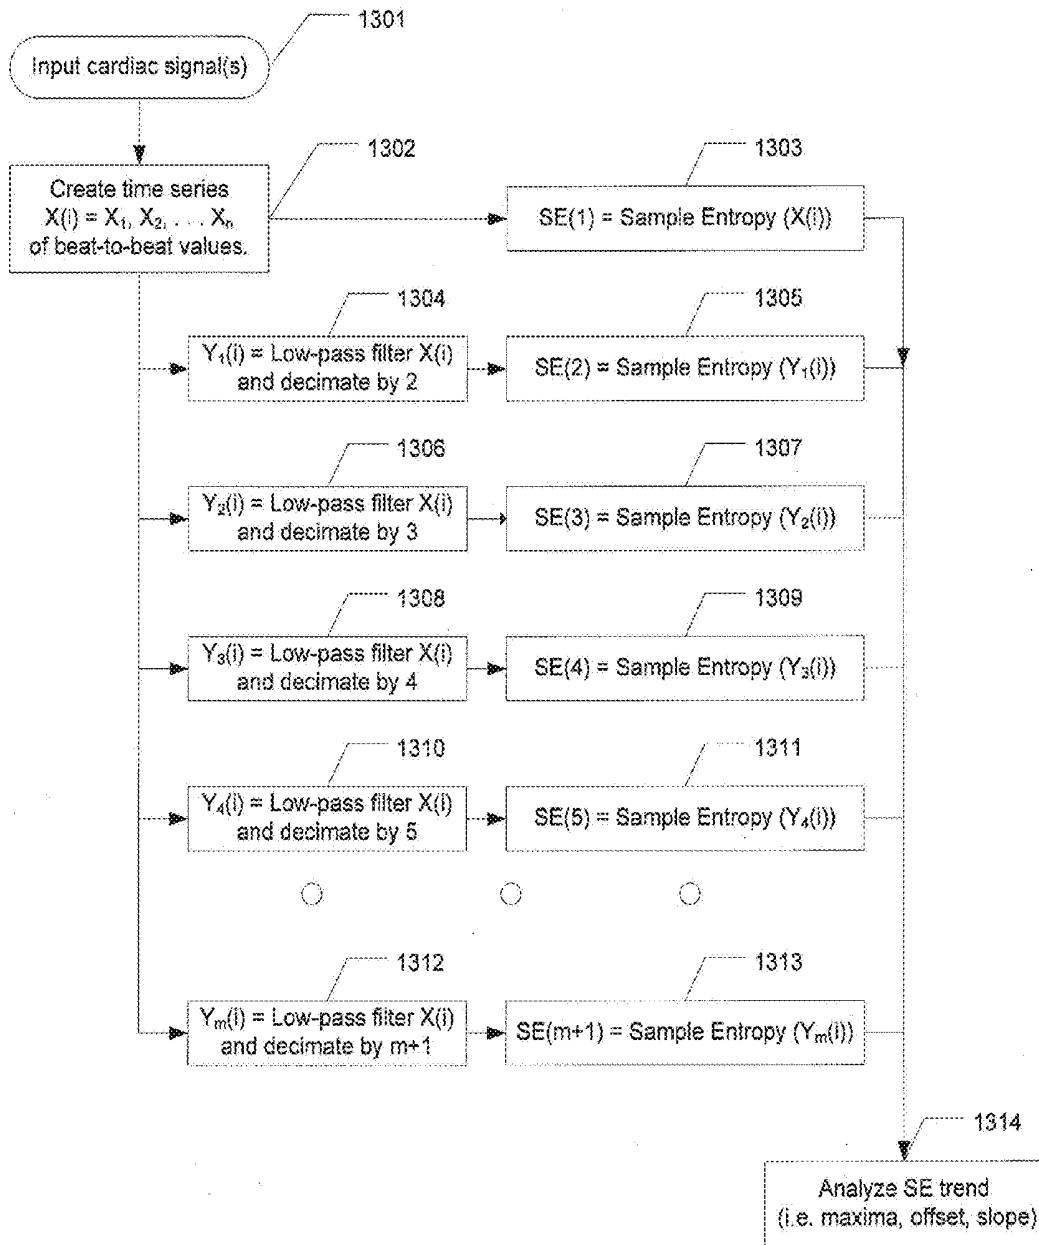 1301
Input cardiac signal(s)
1302
Create time series
X(i) = X₁, X₂, . . . Xₙ
of beat-to-beat values.
1303
SE(1) = Sample Entropy (X(i))
1304
Y₁(i) = Low-pass filter X(i)
and decimate by 2
1305
SE(2) = Sample Entropy (Y₁(i))
1306
Y₂(i) = Low-pass filter X(i)
and decimate by 3
1307
SE(3) = Sample Entropy (Y₂(i))
1308
Y₃(i) = Low-pass filter X(i)
and decimate by 4
1309
SE(4) = Sample Entropy (Y₃(i))
1310
Y₄(i) = Low-pass filter X(i)
and decimate by 5
1311
SE(5) = Sample Entropy (Y₄(i))
1312
Yₘ(i) = Low-pass filter X(i)
and decimate by m+1
1313
SE(m+1) = Sample Entropy (Yₘ(i))
1314
Analyze SE trend
(i.e. maxima, offset, slope)